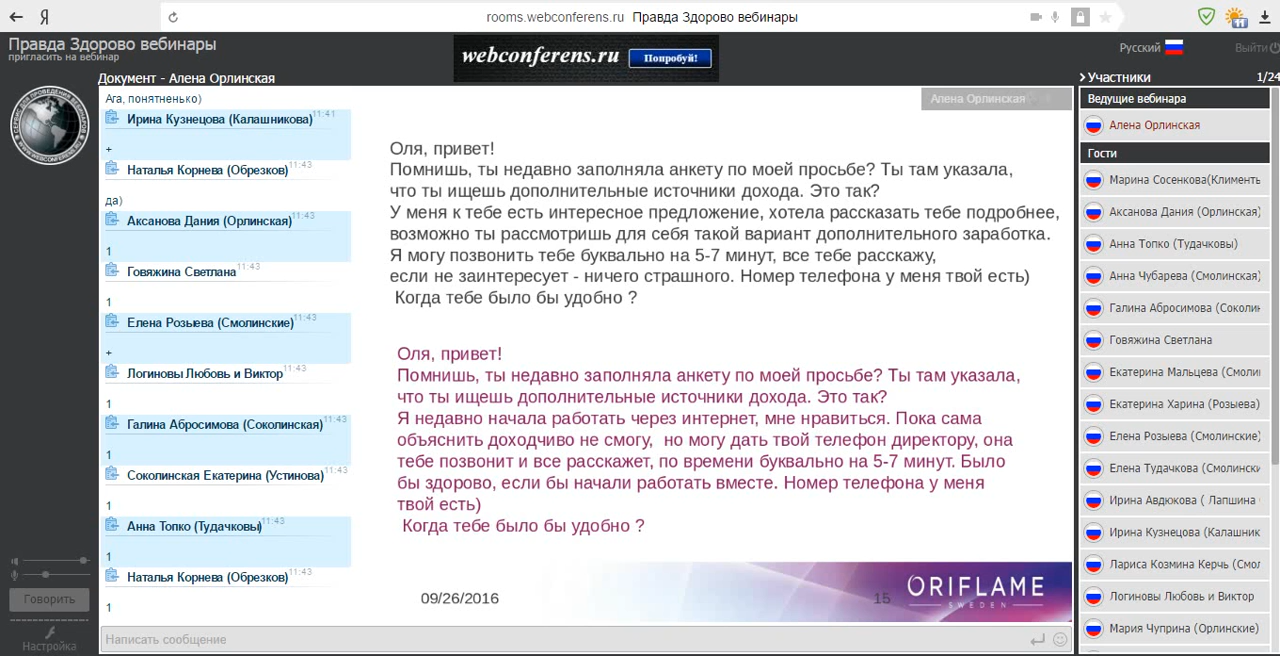 rooms.webconferens.ru Правда Здорово вебинары
11
Правда Здорово вебинары
пригласить на вебинар
webconferens.ru Попробуй!
Русский
Выйти
Документ - Алена Орлинская
Участники 1/24
Ага, понятненько)
Ирина Кузнецова (Калашникова) 11:41
+
Наталья Корнева (Обрезков) 11:43
да)
Аксанова Дания (Орлинская) 11:43
1
Говяжина Светлана 11:43
1
Елена Розыева (Смолинские) 11:43
+
Логиновы Любовь и Виктор 11:43
1
Галина Абросимова (Соколинская) 11:43
1
Соколинская Екатерина (Устинова) 11:43
1
Анна Топко (Тудачковы) 11:43
1
Наталья Корнева (Обрезков) 11:43
1
Написать сообщение
Говорить
Настройка
Алена Орлинская
Оля, привет!
Помнишь, ты недавно заполняла анкету по моей просьбе? Ты там указала,
что ты ищешь дополнительные источники дохода. Это так?
У меня к тебе есть интересное предложение, хотела рассказать тебе подробнее,
возможно ты рассмотришь для себя такой вариант дополнительного заработка.
Я могу позвонить тебе буквально на 5-7 минут, все тебе расскажу,
если не заинтересует - ничего страшного. Номер телефона у меня твой есть)
Когда тебе было бы удобно ?
Оля, привет!
Помнишь, ты недавно заполняла анкету по моей просьбе? Ты там указала,
что ты ищешь дополнительные источники дохода. Это так?
Я недавно начала работать через интернет, мне нравиться. Пока сама
объяснить доходчиво не смогу, но могу дать твой телефон директору, она
тебе позвонит и все расскажет, по времени буквально на 5-7 минут. Было
бы здорово, если бы начали работать вместе. Номер телефона у меня
твой есть)
Когда тебе было бы удобно ?
09/26/2016
15
ORIFLAME
SWEDEN
Ведущие вебинара
Алена Орлинская
Гости
Марина Сосенкова(Клименть
Аксанова Дания (Орлинская)
Анна Топко (Тудачковы)
Анна Чубарева (Смолинская)
Галина Абросимова (Соколин
Говяжина Светлана
Екатерина Мальцева (Смоли
Екатерина Харина (Розыева)
Елена Розыева (Смолинские)
Елена Тудачкова (Смолински
Ирина Авдюкова ( Лапшина
Ирина Кузнецова (Калашник
Лариса Козмина Керчь (Смол
Логиновы Любовь и Виктор
Мария Чуприна (Орлинские)